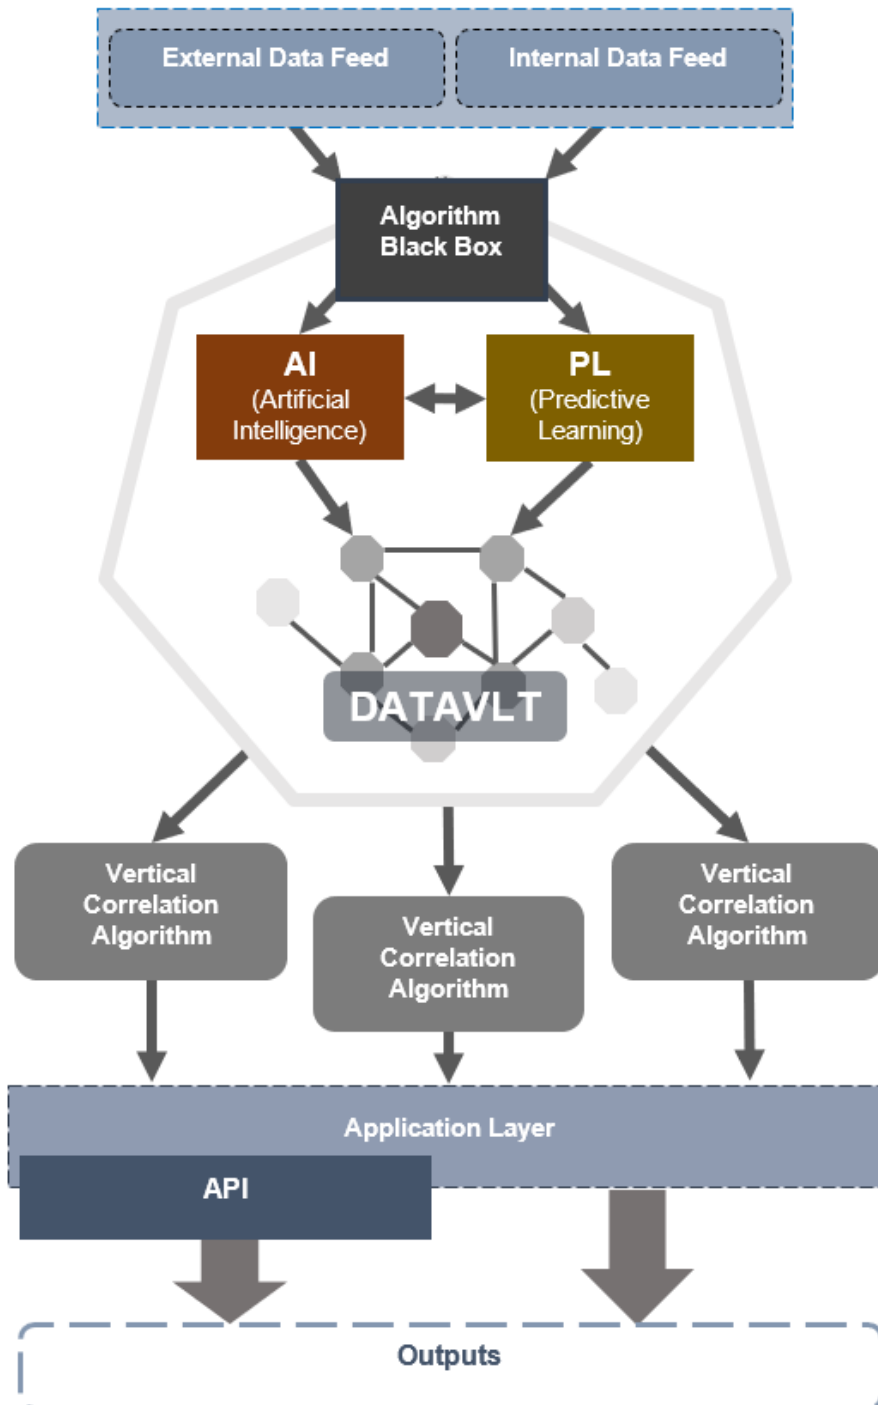 External Data Feed
Internal Data Feed
Algorithm
Black Box
AI
(Artificial
Intelligence)
PL
(Predictive
Learning)
DATAVLT
Vertical
Correlation
Algorithm
Vertical
Correlation
Algorithm
Vertical
Correlation
Algorithm
Application Layer
API
Outputs